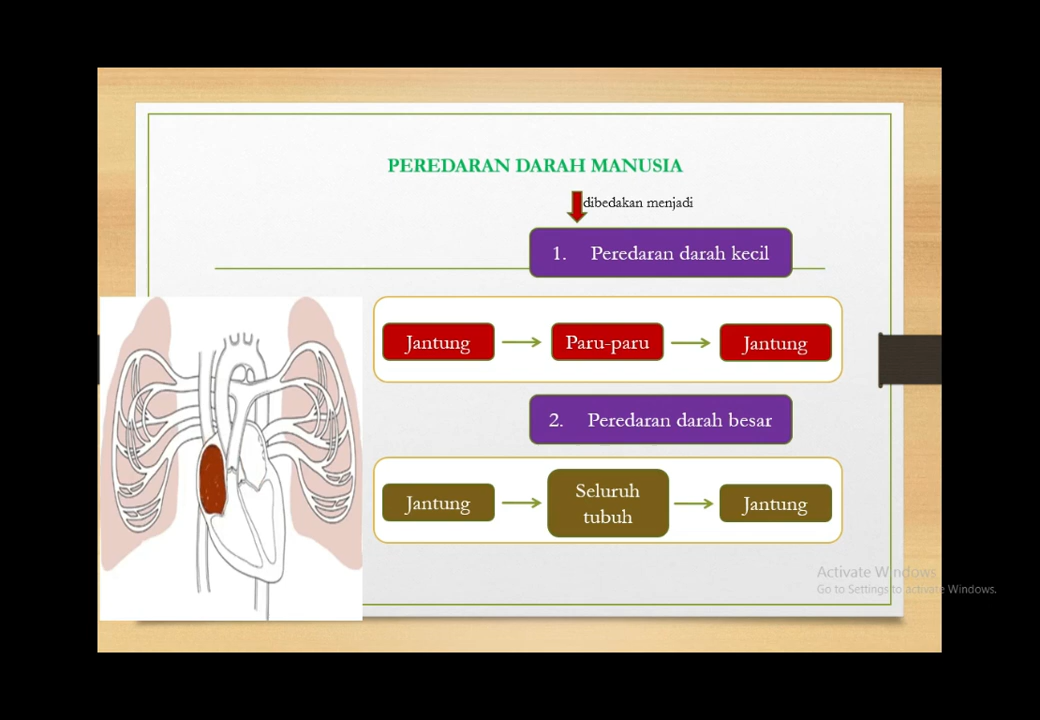 PEREDARAN DARAH MANUSIA
dibedakan menjadi
1. Peredaran darah kecil
Jantung
Paru-paru
Jantung
2. Peredaran darah besar
Jantung
Seluruh
tubuh
Jantung
Activate Windows
Go to Settings to activate Windows.